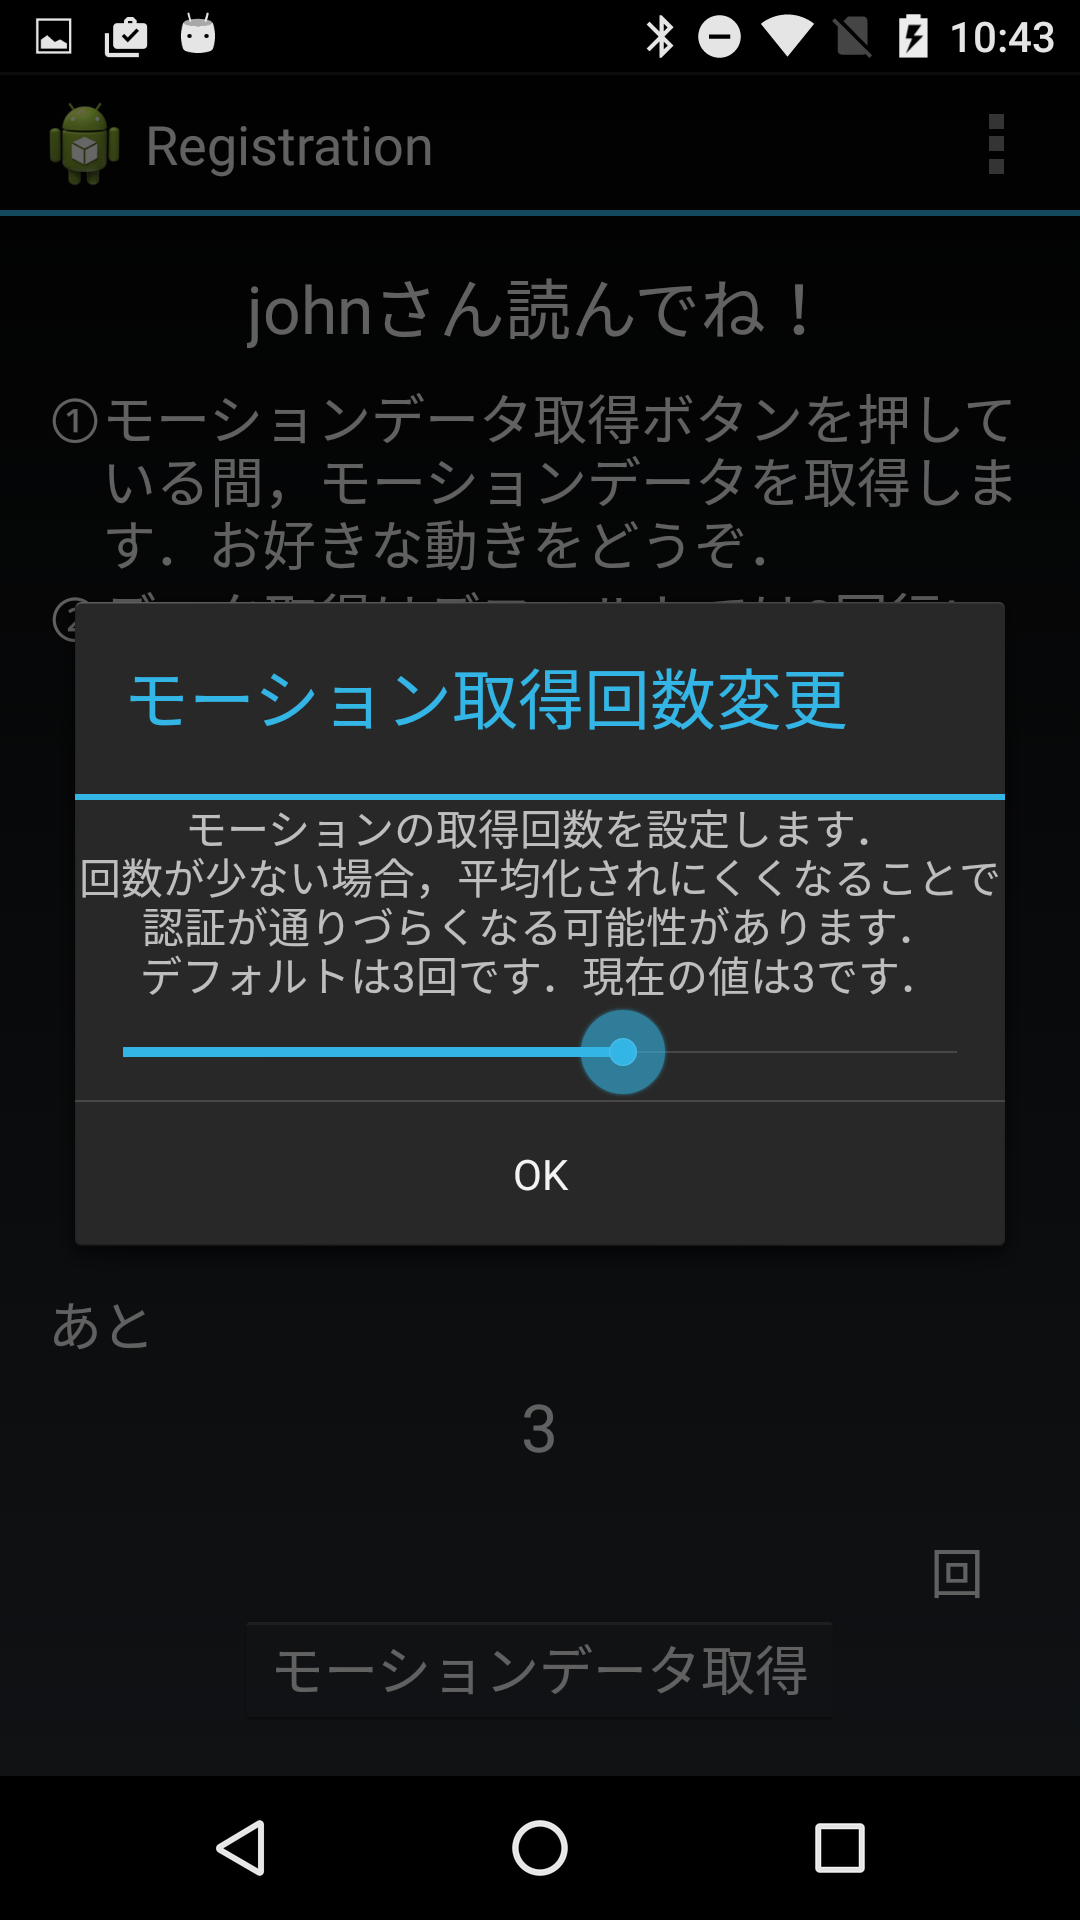 10:43
Registration
johnさん読んでね！
①モーションデータ取得ボタンを押して
いる間，モーションデータを取得しま
す．お好きな動きをどうぞ．
モーション取得回数変更
モーションの取得回数を設定します．
回数が少ない場合，平均化されにくくなることで
認証が通りづらくなる可能性があります．
デフォルトは3回です．現在の値は3です．
OK
あと
3
回
モーションデータ取得